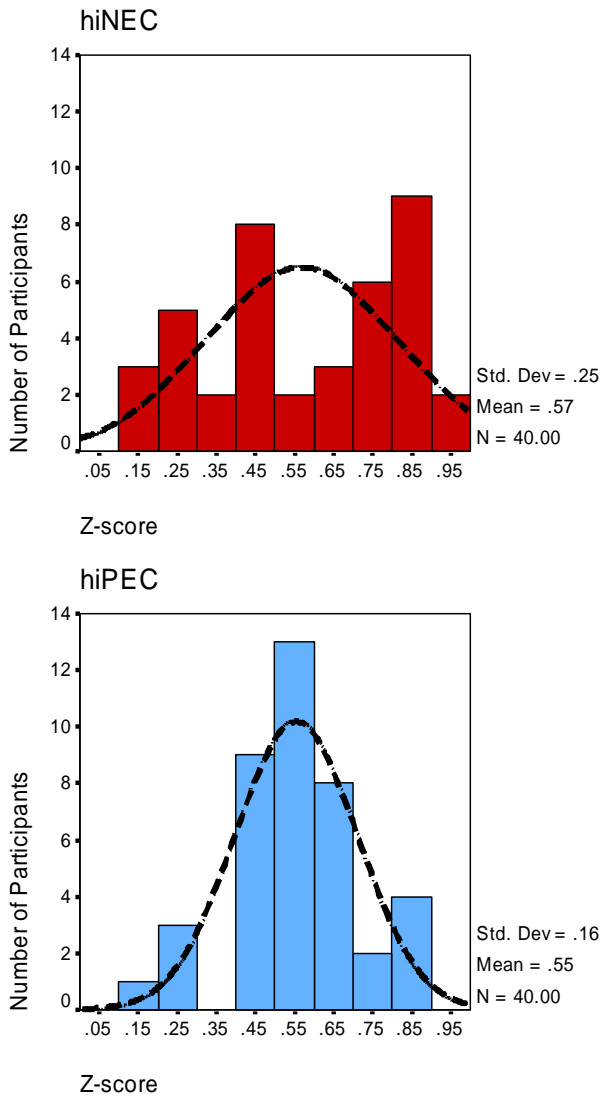 hiNEC
14
12
10
8
6
4
2
0
Number of Participants
.05 .15 .25 .35 .45 .55 .65 .75 .85 .95
Z-score
Std. Dev = .25
Mean = .57
N = 40.00
hiPEC
14
12
10
8
6
4
2
0
Number of Participants
.05 .15 .25 .35 .45 .55 .65 .75 .85 .95
Z-score
Std. Dev = .16
Mean = .55
N = 40.00